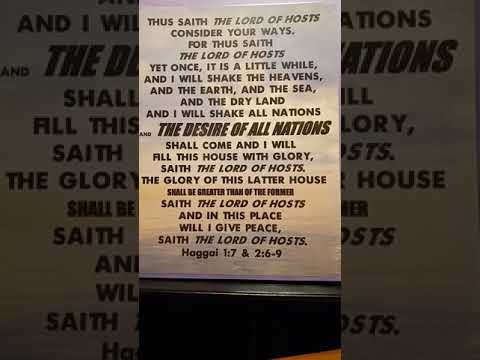 THUS SAITH THE LORD OF HOSTS
CONSIDER YOUR WAYS.
FOR THUS SAITH
THE LORD OF HOSTS
YET ONCE, IT IS A LITTLE WHILE,
AND I WILL SHAKE THE HEAVENS,
AND THE EARTH, AND THE SEA,
AND THE DRY LAND
AND I WILL SHAKE ALL NATIONS
AND THE DESIRE OF ALL NATIONS
SHALL COME AND I WILL
FILL THIS HOUSE WITH GLORY,
SAITH THE LORD OF HOSTS.
THE GLORY OF THIS LATTER HOUSE
SHALL BE GREATER THAN OF THE FORMER
SAITH THE LORD OF HOSTS
AND IN THIS PLACE
WILL I GIVE PEACE,
SAITH THE LORD OF HOSTS.
Haggai 1:7 & 2:6-9